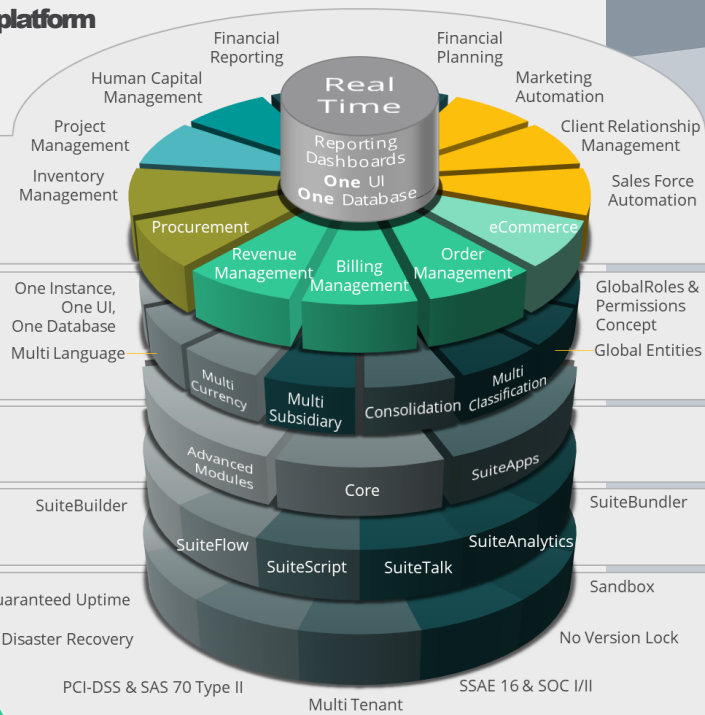 platform
Financial
Reporting
Financial
Planning
Human Capital
Management
Marketing
Automation
Project
Management
Client Relationship
Management
Inventory
Management
Sales Force
Automation
Real
Time
Reporting
Dashboards
One UI
One Database
Procurement
eCommerce
Revenue
Management
Billing
Management
Order
Management
One Instance,
One UI,
One Database
GlobalRoles &
Permissions
Concept
Multi Language
Global Entities
Multi
Currency
Multi
Subsidiary
Consolidation
Multi
Classification
Advanced
Modules
Core
SuiteApps
SuiteBuilder
SuiteBundler
SuiteFlow
SuiteScript
SuiteTalk
SuiteAnalytics
uaranteed Uptime
Sandbox
Disaster Recovery
No Version Lock
PCI-DSS & SAS 70 Type II
SSAE 16 & SOC I/II
Multi Tenant